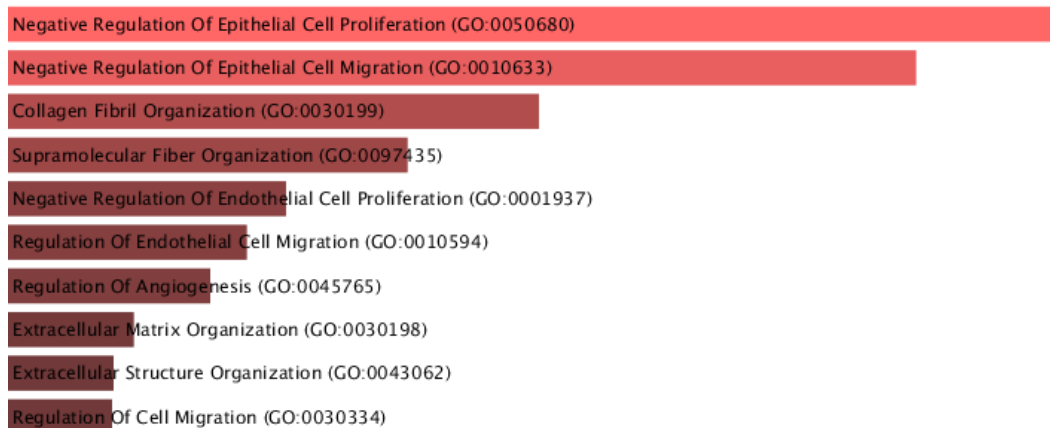 Negative Regulation Of Epithelial Cell Proliferation (GO:0050680)
Negative Regulation Of Epithelial Cell Migration (GO:0010633)
Collagen Fibril Organization (GO:0030199)
Supramolecular Fiber Organization (GO:0097435)
Negative Regulation Of Endothelial Cell Proliferation (GO:0001937)
Regulation Of Endothelial Cell Migration (GO:0010594)
Regulation Of Angiogenesis (GO:0045765)
Extracellular Matrix Organization (GO:0030198)
Extracellular Structure Organization (GO:0043062)
Regulation Of Cell Migration (GO:0030334)